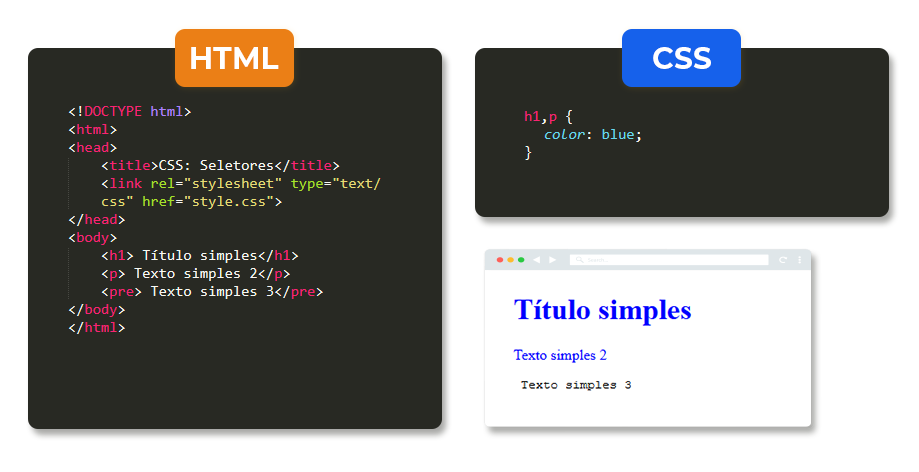 HTML
<!DOCTYPE html>
<html>
<head>
<title>CSS: Seletores</title>
<link rel="stylesheet" type="text/
css" href="style.css">
</head>
<body>
<h1> Título simples</h1>
<p> Texto simples 2</p>
<pre> Texto simples 3</pre>
</body>
</html>
CSS
h1,p {
color: blue;
}
Título simples
Texto simples 2
Texto simples 3